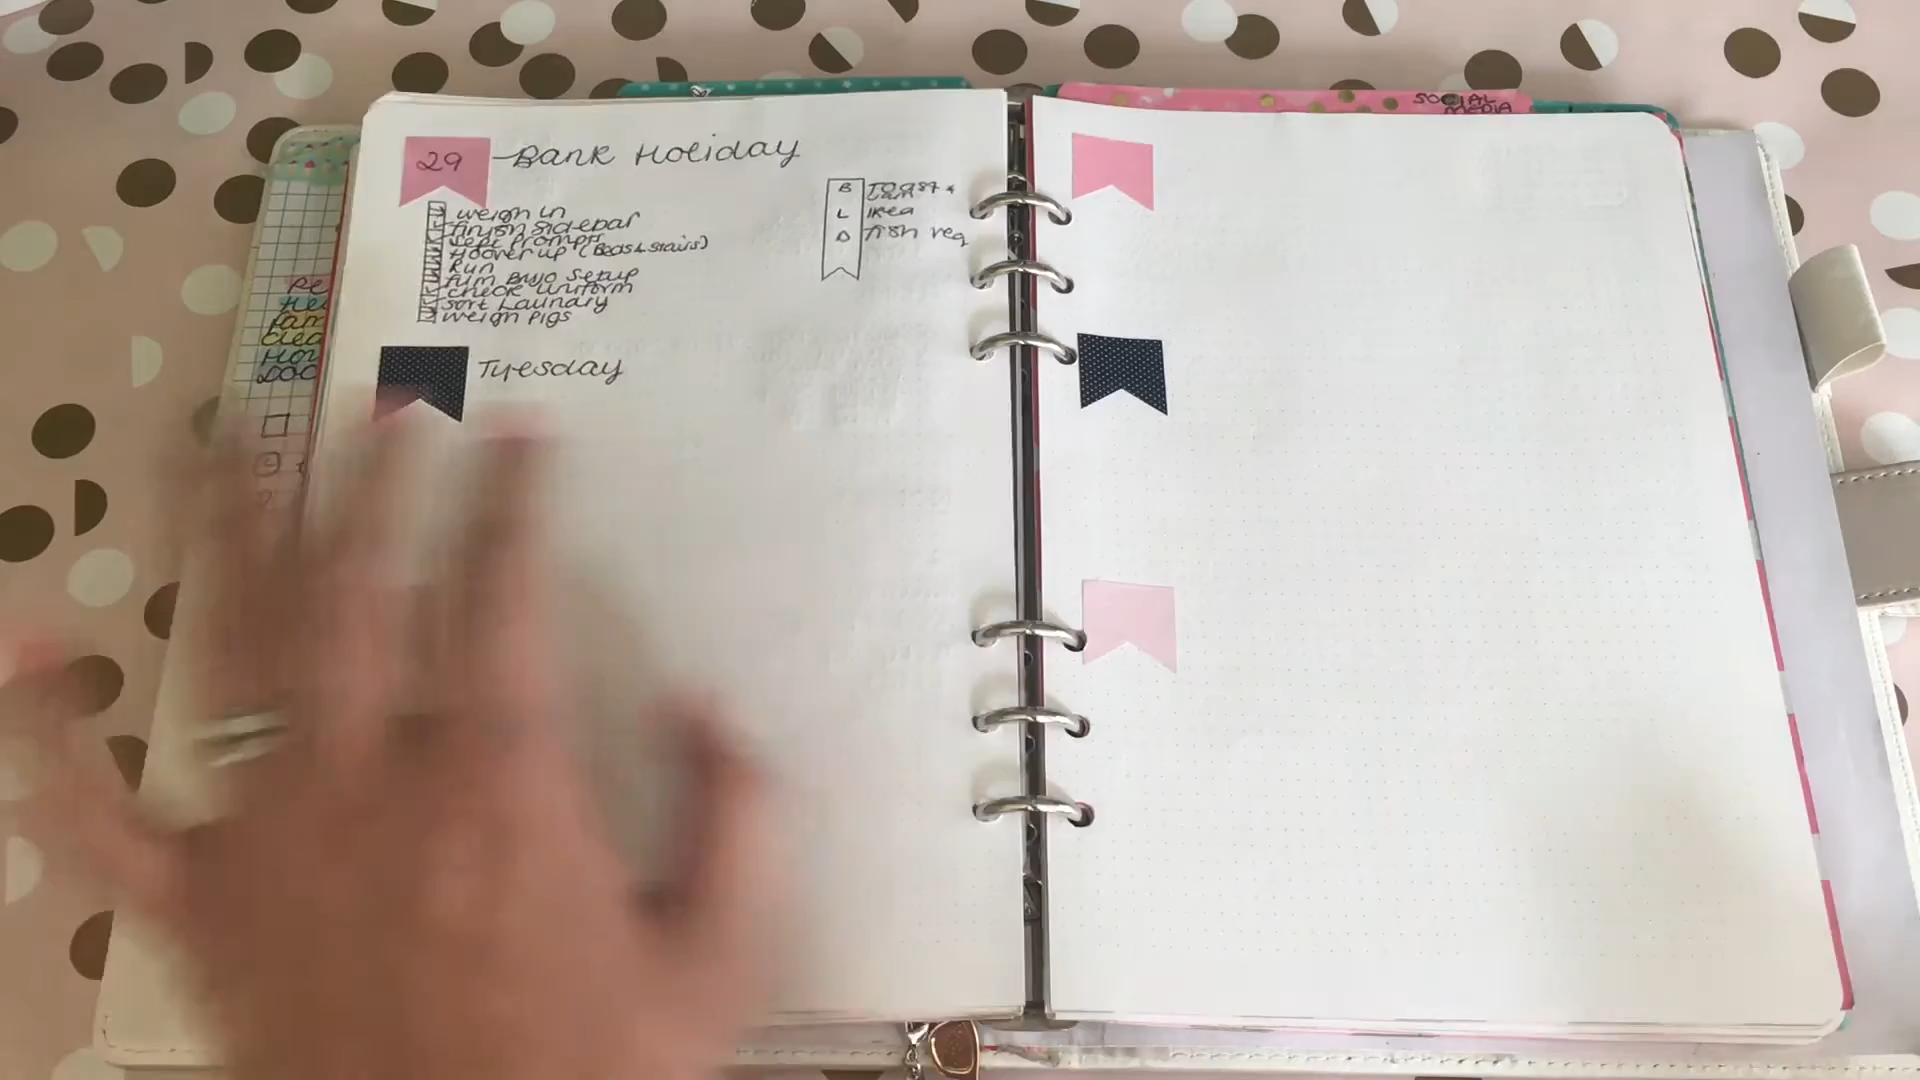 SOCIAL
MEDIA
29 Bank Holiday
weigh in
finish sidebar
Sept prompts
Hoover up (Beds & stairs)
Run
film BUJO Setup
check uniform
sort Laundry
weigh pigs
B Toast +
L Ikea
D fish veg
Tuesday